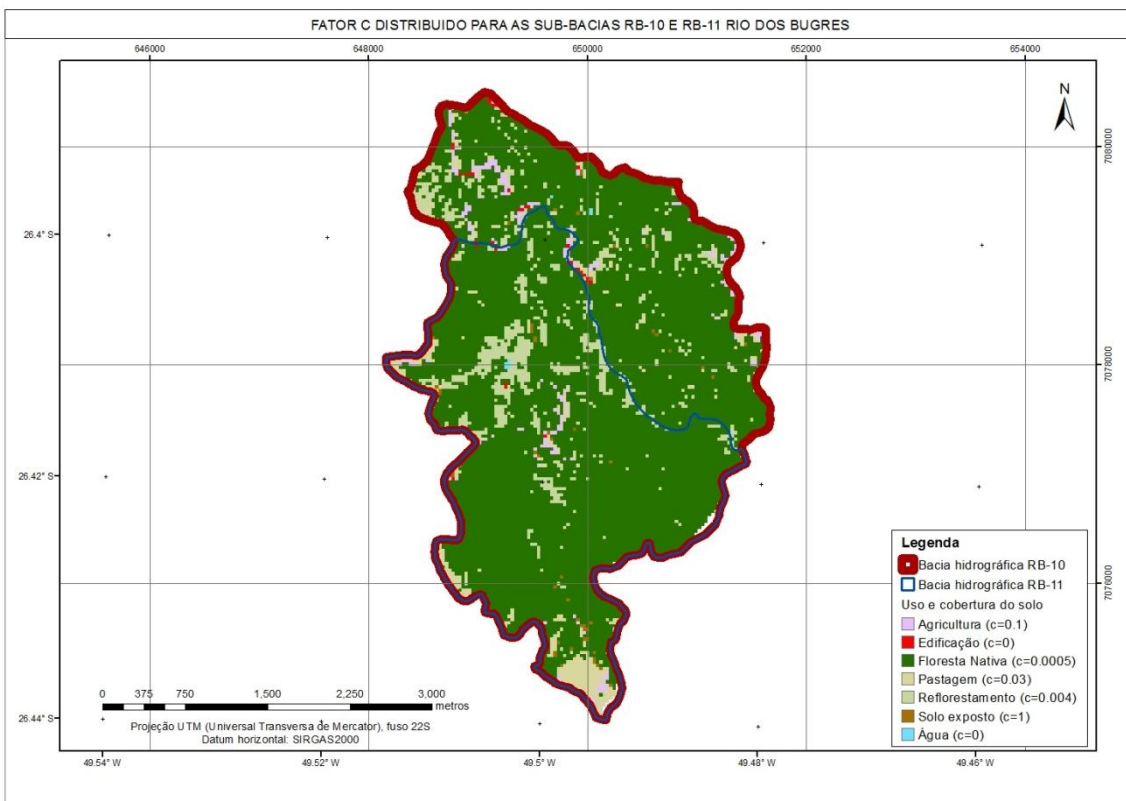 FATOR C DISTRIBUIDO PARA AS SUB-BACIAS RB-10 E RB-11 RIO DOS BUGRES
646000 648000 650000 652000 654000
N
7080000
26.4° S
7078000
26.42° S
7076000
26.44° S
Legenda
Bacia hidrográfica RB-10
Bacia hidrográfica RB-11
Uso e cobertura do solo
Agricultura (c=0.1)
Edificação (c=0)
Floresta Nativa (c=0.0005)
Pastagem (c=0.03)
Reflorestamento (c=0.004)
Solo exposto (c=1)
Água (c=0)
0 375 750 1,500 2,250 3.000
metros
Projeção UTM (Universal Transversa de Mercator), fuso 22S
Datum horizontal: SIRGAS2000
49.54° W 49.52° W 49.5° W 49.48° W 49.46° W